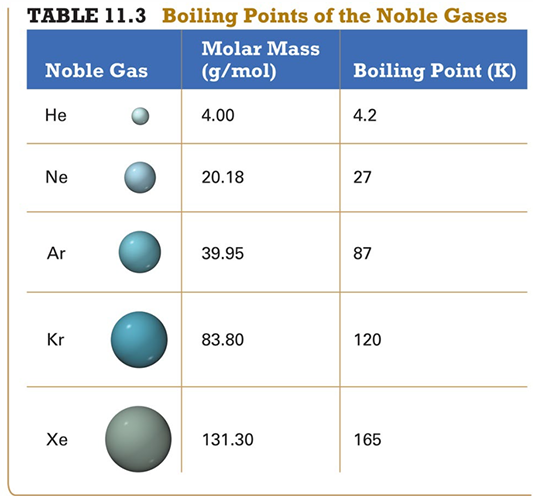 TABLE 11.3 Boiling Points of the Noble Gases
Noble Gas Molar Mass (g/mol) Boiling Point (K)
He 4.00 4.2
Ne 20.18 27
Ar 39.95 87
Kr 83.80 120
Xe 131.30 165